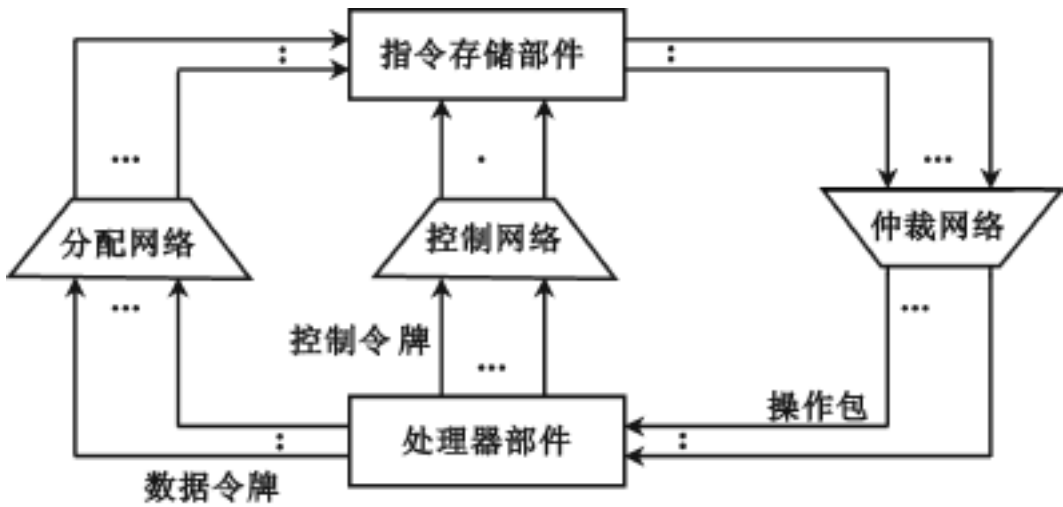 指令存储部件
分配网络
控制网络
仲裁网络
控制令牌
操作包
处理器部件
数据令牌